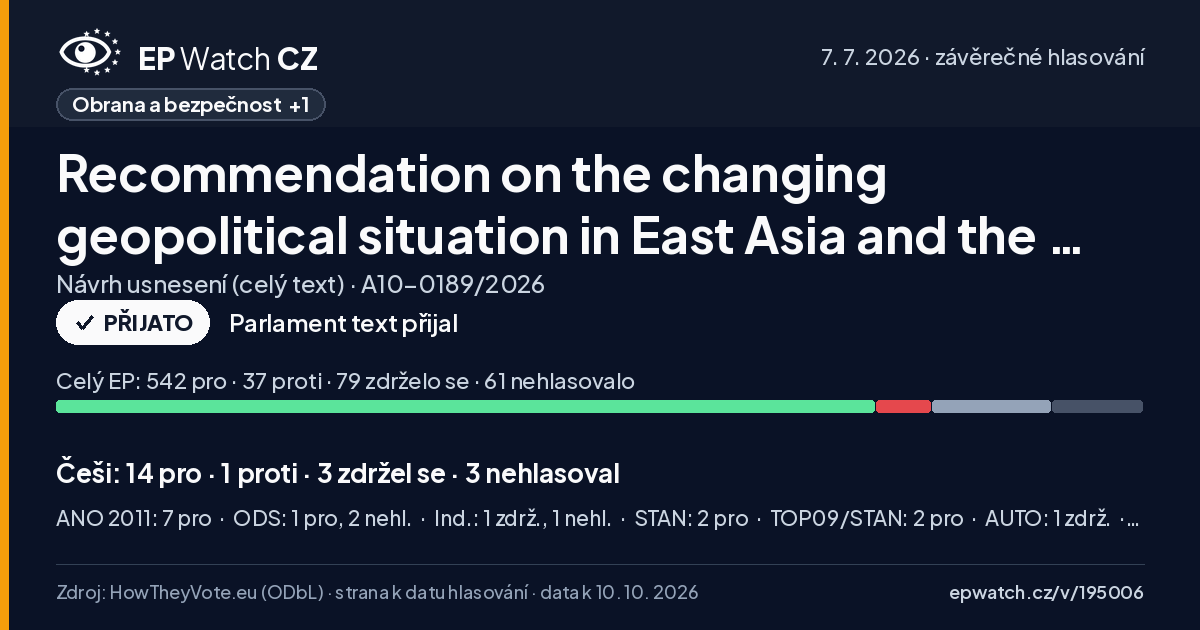 EP Watch CZ
7. 7. 2026 · závěrečné hlasování
Obrana a bezpečnost +1
Recommendation on the changing
geopolitical situation in East Asia and the …
Návrh usnesení (celý text) · A10–0189/2026
✓ PŘIJATO Parlament text přijal
Celý EP: 542 pro · 37 proti · 79 zdrželo se · 61 nehlasovalo
Češi: 14 pro · 1 proti · 3 zdržel se · 3 nehlasoval
ANO 2011: 7 pro · ODS: 1 pro, 2 nehl. · Ind.: 1 zdrž., 1 nehl. · STAN: 2 pro · TOP09/STAN: 2 pro · AUTO: 1 zdrž. ·…
Zdroj: HowTheyVote.eu (ODbL) · strana k datu hlasování · data k 10. 10. 2026
epwatch.cz/v/195006